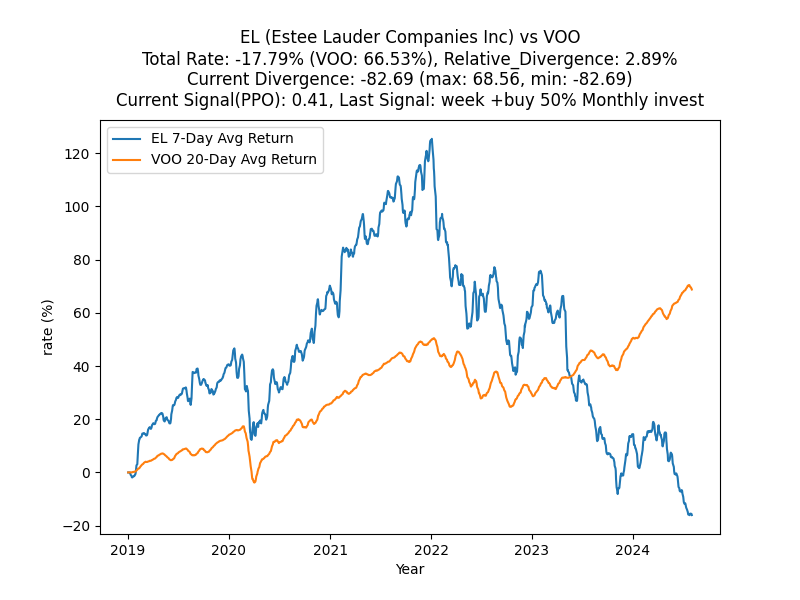 EL (Estee Lauder Companies Inc) vs VOO
Total Rate: -17.79% (VOO: 66.53%), Relative_Divergence: 2.89%
Current Divergence: -82.69 (max: 68.56, min: -82.69)
Current Signal(PPO): 0.41, Last Signal: week +buy 50% Monthly invest
EL 7-Day Avg Return
VOO 20-Day Avg Return
rate (%)
120
100
80
60
40
20
0
−20
2019 2020 2021 2022 2023 2024
Year